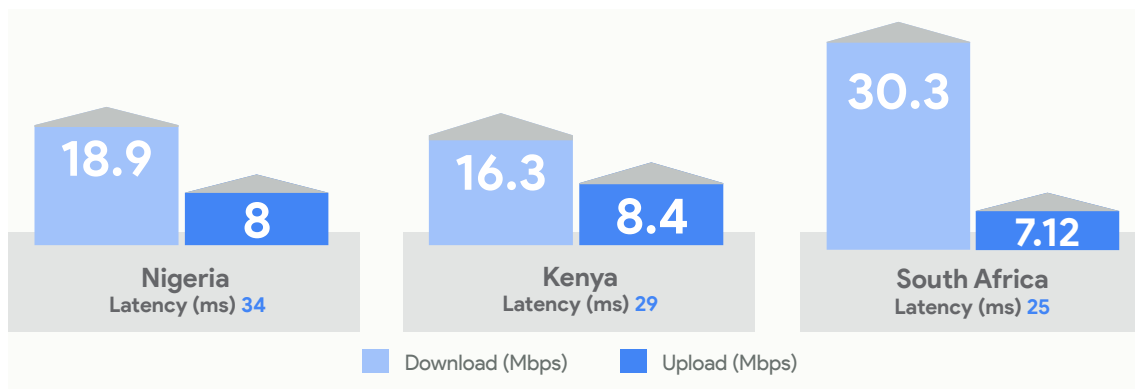 18.9
8
Nigeria
Latency (ms) 34
16.3
8.4
Kenya
Latency (ms) 29
30.3
7.12
South Africa
Latency (ms) 25
Download (Mbps)
Upload (Mbps)